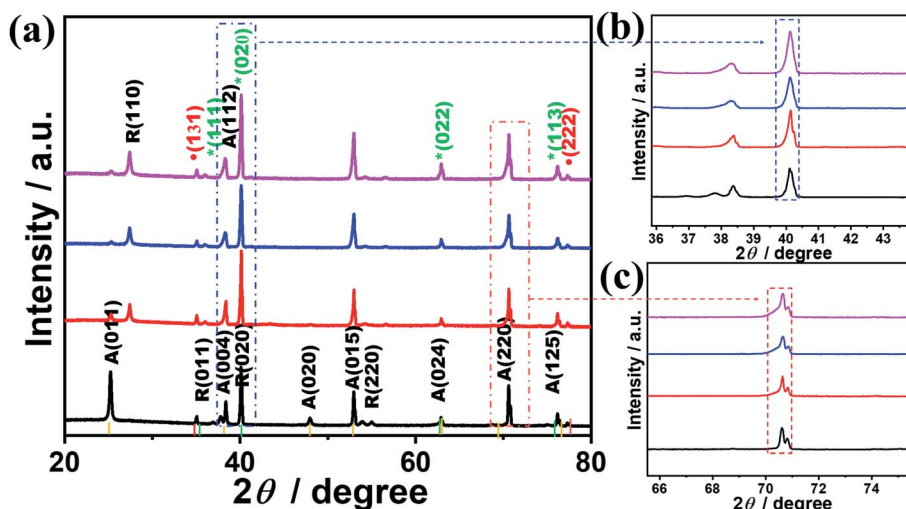 (a)
Intensity / a.u.
R(110)
•(131)
*(111)
A(112)
*(020)
*(022)
*(113)
•(222)
A(011)
R(011)
A(004)
R(020)
A(020)
A(015)
R(220)
A(024)
A(220)
A(125)
20 40 60 80
2θ / degree
(b)
Intensity / a.u.
36 37 38 39 40 41 42 43
2θ / degree
(c)
Intensity / a.u.
66 68 70 72 74
2θ / degree